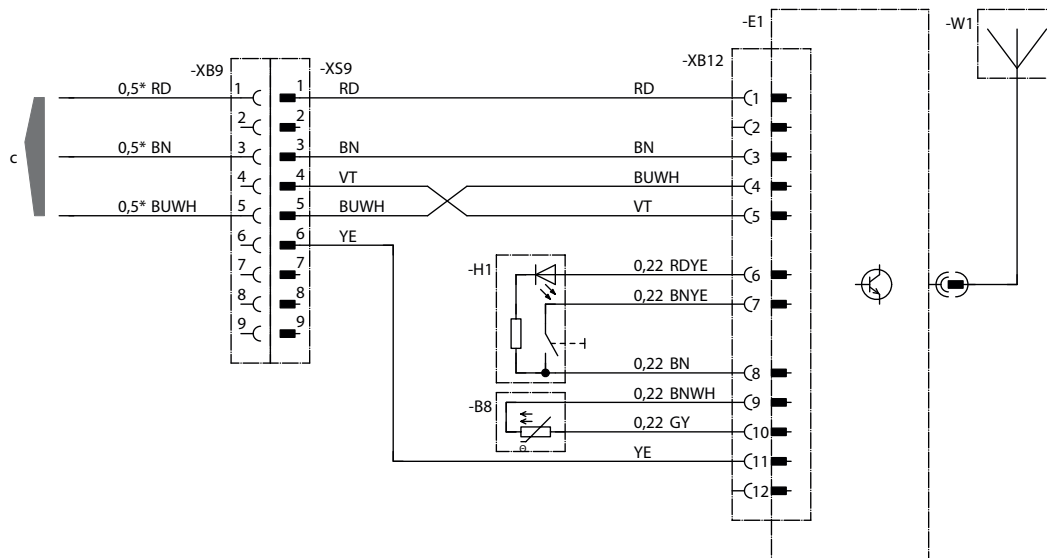 -E1
-W1
-XB9
-XS9
-XB12
0,5* RD
1
1
RD
RD
1
2
2
2
c
0,5* BN
3
3
BN
BN
3
4
4
VT
BUWH
4
0,5* BUWH
5
5
BUWH
VT
5
6
6
YE
7
7
-H1
0,22 RDYE
6
8
8
0,22 BNYE
7
9
9
0,22 BN
8
-B8
0,22 BNWH
9
0,22 GY
10
Θ
YE
11
12